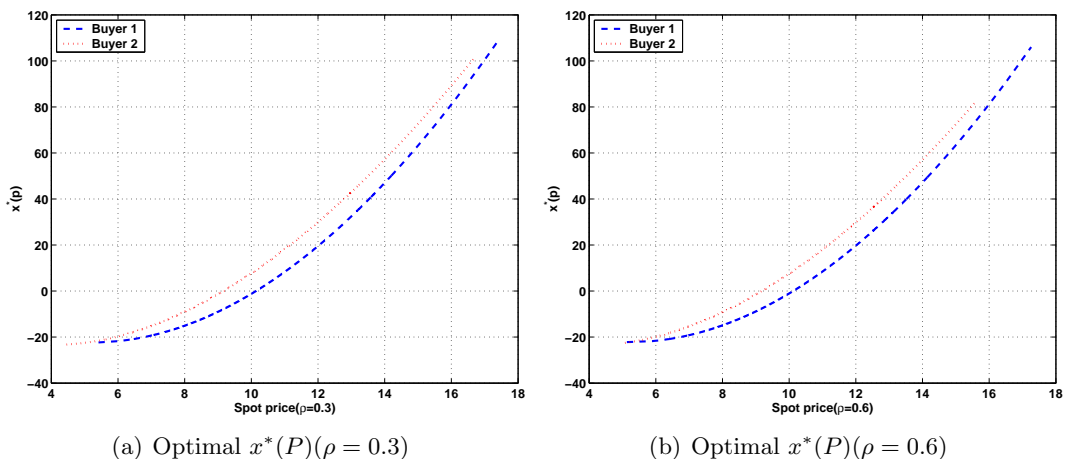 120
100
80
60
40
20
0
−20
−40
x*(p)
Buyer 1
Buyer 2
4 6 8 10 12 14 16 18
Spot price(ρ=0.3)
(a) Optimal x*(P)(ρ = 0.3)
120
100
80
60
40
20
0
−20
−40
x*(p)
Buyer 1
Buyer 2
4 6 8 10 12 14 16 18
Spot price(ρ=0.6)
(b) Optimal x*(P)(ρ = 0.6)